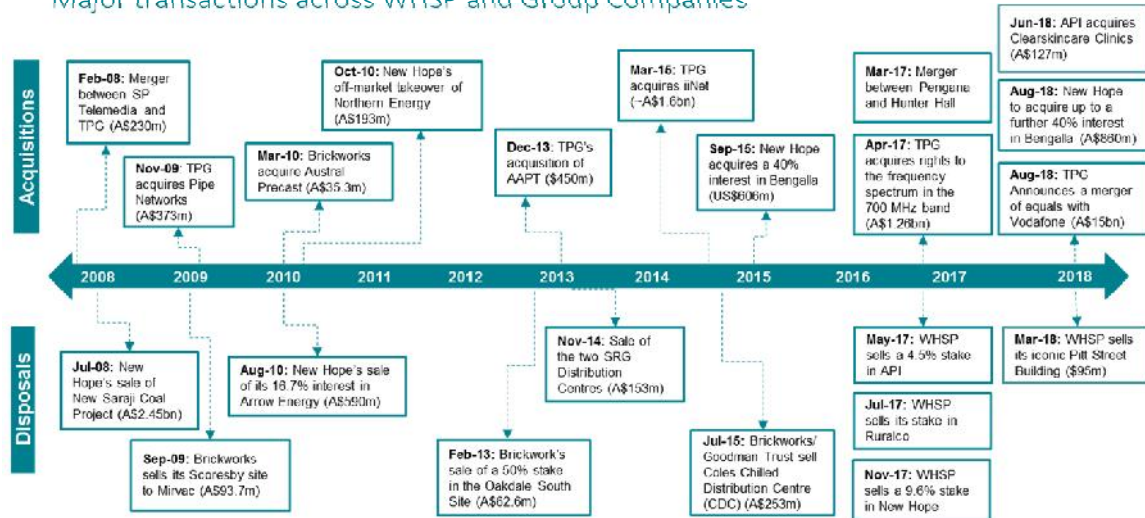 Major transactions across WHSP and Group Companies
Acquisitions
Feb-08: Merger
between SP
Telemedia and
TPG (A$230m)
Nov-09: TPG
acquires Pipe
Networks
(A$373m)
Mar-10: Brickworks
acquire Austral
Precast (A$35.3m)
Oct-10: New Hope's
off-market takeover of
Northern Energy
(A$193m)
Dec-13: TPG's
acquisition of
AAPT ($450m)
Mar-15: TPG
acquires iiNet
(~A$1.6bn)
Sep-15: New Hope
acquires a 40%
interest in Bengalla
(US$606m)
Mar-17: Merger
between Pengana
and Hunter Hall
Apr-17: TPG
acquires rights to
the frequency
spectrum in the
700 MHz band
(A$1.26bn)
Jun-18: API acquires
Clearskincare Clinics
(A$127m)
Aug-18: New Hope
to acquire up to a
further 40% interest
in Bengalla (A$860m)
Aug-18: TPG
Announces a merger
of equals with
Vodafone (A$15bn)
2008 2009 2010 2011 2012 2013 2014 2015 2016 2017 2018
Disposals
Jul-08: New
Hope's sale of
New Saraji Coal
Project (A$2.45bn)
Sep-09: Brickworks
sells its Scoresby site
to Mirvac (A$93.7m)
Aug-10: New Hope's sale
of its 16.7% interest in
Arrow Energy (A$590m)
Feb-13: Brickwork's
sale of a 50% stake
in the Oakdale South
Site (A$62.6m)
Nov-14: Sale of
the two SRG
Distribution
Centres (A$153m)
Jul-15: Brickworks/
Goodman Trust sell
Coles Chilled
Distribution Centre
(CDC) (A$253m)
May-17: WHSP
sells a 4.5% stake
in API
Jul-17: WHSP
sells its stake in
Ruralco
Nov-17: WHSP
sells a 9.6% stake
in New Hope
Mar-18: WHSP sells
its iconic Pitt Street
Building ($95m)